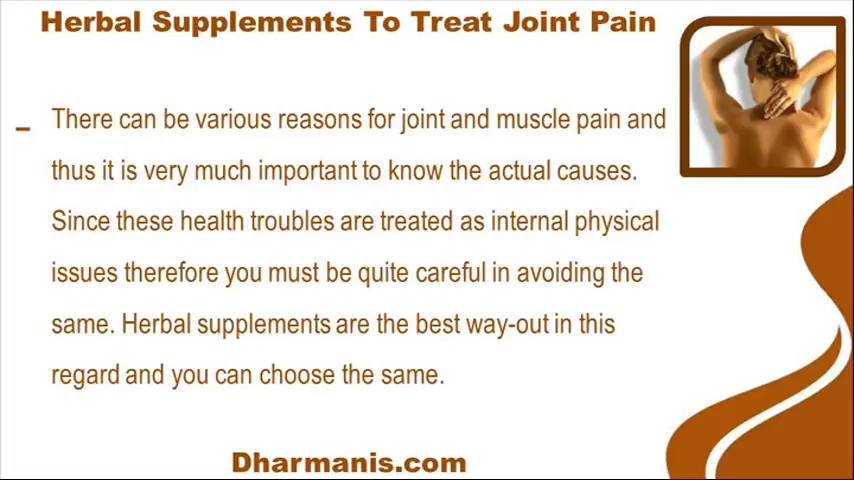 Herbal Supplements To Treat Joint Pain
There can be various reasons for joint and muscle pain and
thus it is very much important to know the actual causes.
Since these health troubles are treated as internal physical
issues therefore you must be quite careful in avoiding the
same. Herbal supplements are the best way-out in this
regard and you can choose the same.
Dharmanis.com